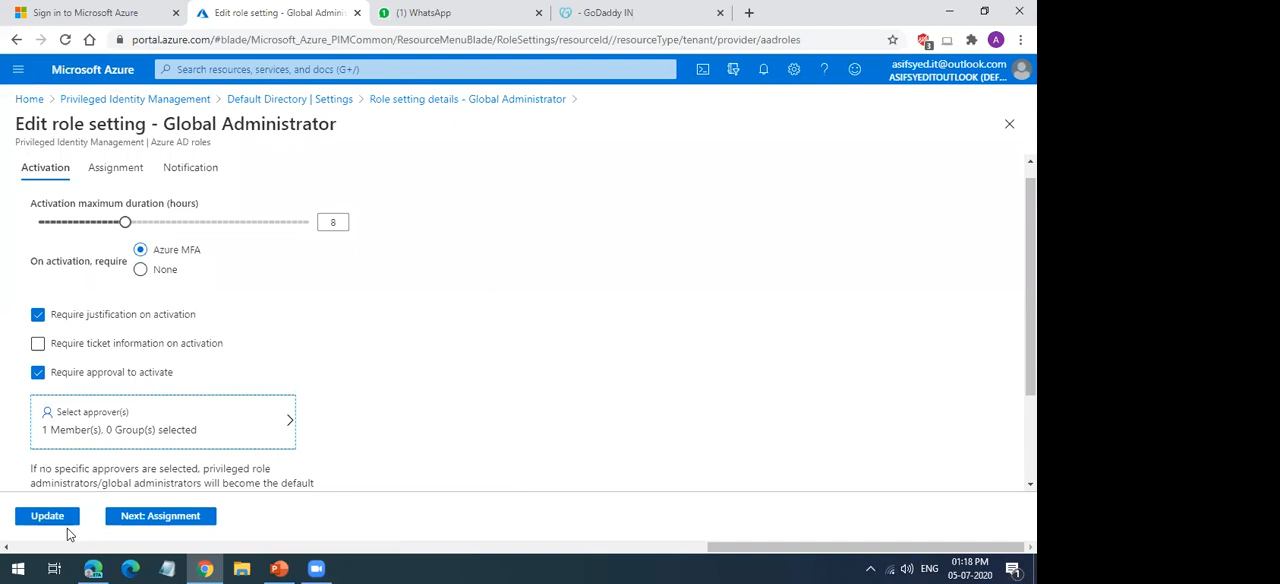 Sign in to Microsoft Azure
Edit role setting - Global Adminis
(1) WhatsApp
- GoDaddy IN
portal.azure.com/#blade/Microsoft_Azure_PIMCommon/ResourceMenuBlade/RoleSettings/resourceId//resourceType/tenant/provider/aadroles
3
A
Microsoft Azure
Search resources, services, and docs (G+/)
asifsyed.it@outlook.com
ASIFSYEDITOUTLOOK (DEF...
Home > Privileged Identity Management > Default Directory | Settings > Role setting details - Global Administrator >
Edit role setting - Global Administrator
Privileged Identity Management | Azure AD roles
Activation Assignment Notification
Activation maximum duration (hours)
8
On activation, require
Azure MFA
None
Require justification on activation
Require ticket information on activation
Require approval to activate
Select approver(s)
1 Member(s), 0 Group(s) selected
If no specific approvers are selected, privileged role
administrators/global administrators will become the default
Update
Next: Assignment
ENG
01:18 PM
05-07-2020
1